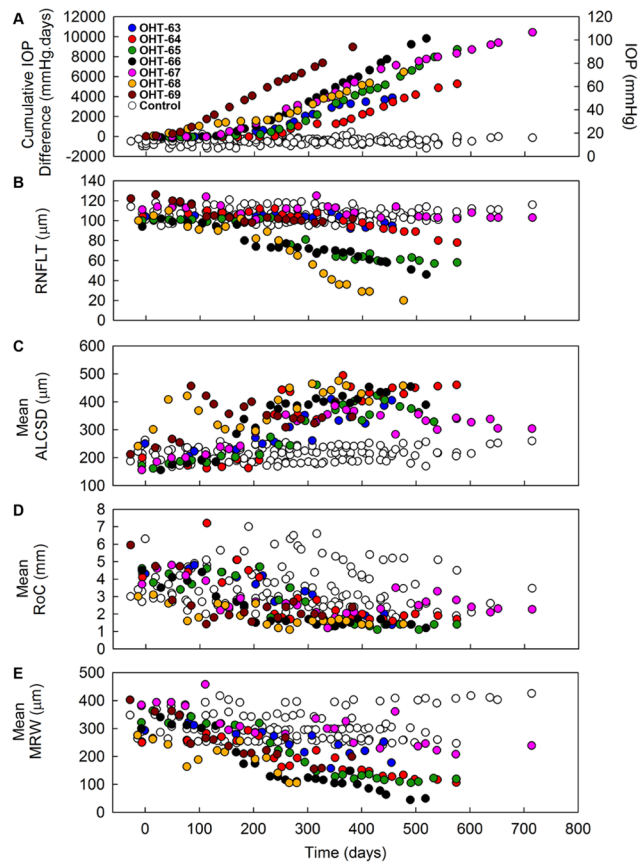 A
Cumulative IOP
Difference (mmHg.days)
12000
10000
8000
6000
4000
2000
0
-2000
OHT-63
OHT-64
OHT-65
OHT-66
OHT-67
OHT-68
OHT-69
Control
120
100
80
60
40
20
0
IOP (mmHg)
B
RNFLT (µm)
140
120
100
80
60
40
20
0
C
Mean
ALCSD (µm)
600
500
400
300
200
100
D
Mean
RoC (mm)
8
7
6
5
4
3
2
1
0
E
Mean
MRW (µm)
500
400
300
200
100
0
0 100 200 300 400 500 600 700 800
Time (days)